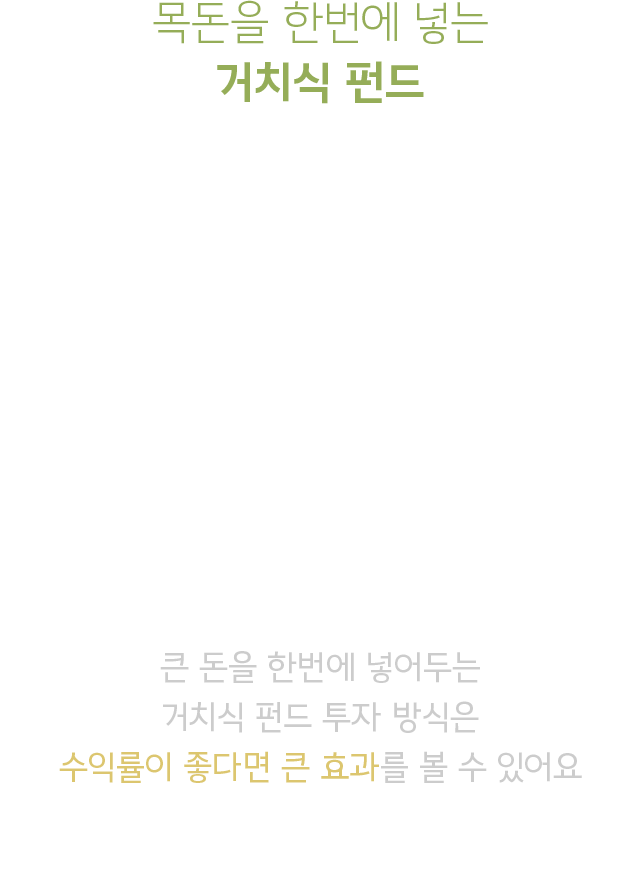 목돈을 한번에 넣는
거치식 펀드
큰 돈을 한번에 넣어두는
거치식 펀드 투자 방식은
수익률이 좋다면 큰 효과를 볼 수 있어요